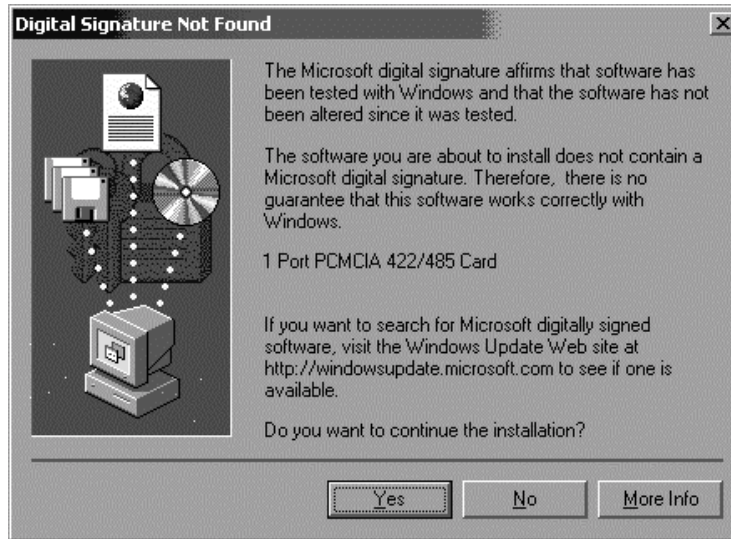 Digital Signature Not Found
The Microsoft digital signature affirms that software has
been tested with Windows and that the software has not
been altered since it was tested.
The software you are about to install does not contain a
Microsoft digital signature. Therefore, there is no
guarantee that this software works correctly with
Windows.
1 Port PCMCIA 422/485 Card
If you want to search for Microsoft digitally signed
software, visit the Windows Update Web site at
http://windowsupdate.microsoft.com to see if one is
available.
Do you want to continue the installation?
Yes No More Info